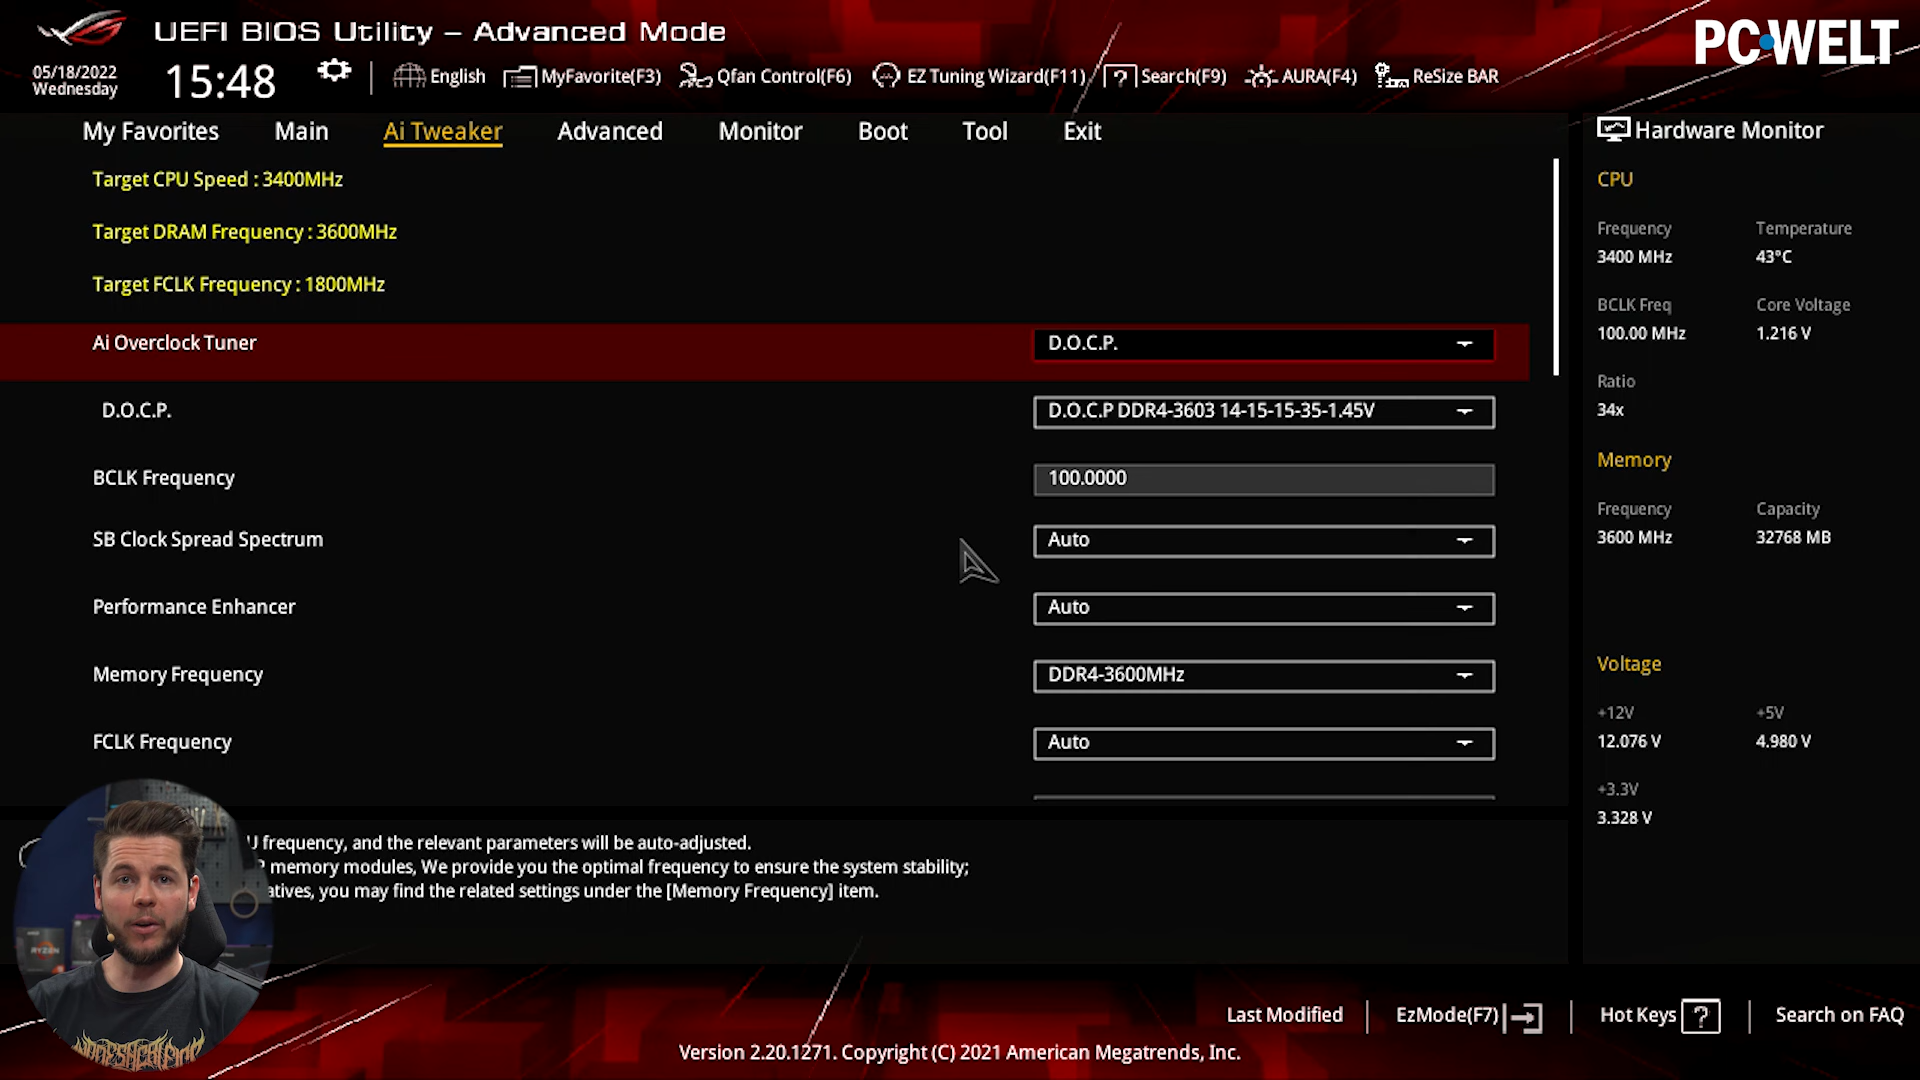 UEFI BIOS Utility – Advanced Mode
PC WELT
05/18/2022
Wednesday
15:48
English
MyFavorite(F3)
Qfan Control(F6)
EZ Tuning Wizard(F11)
Search(F9)
AURA(F4)
ReSize BAR
My Favorites
Main
Ai Tweaker
Advanced
Monitor
Boot
Tool
Exit
Hardware Monitor
Target CPU Speed : 3400MHz
Target DRAM Frequency : 3600MHz
Target FCLK Frequency : 1800MHz
Ai Overclock Tuner
D.O.C.P.
D.O.C.P.
D.O.C.P DDR4-3603 14-15-15-35-1.45V
BCLK Frequency
100.0000
SB Clock Spread Spectrum
Auto
Performance Enhancer
Auto
Memory Frequency
DDR4-3600MHz
FCLK Frequency
Auto
CPU
Frequency
Temperature
3400 MHz
43°C
BCLK Freq
Core Voltage
100.00 MHz
1.216 V
Ratio
34x
Memory
Frequency
Capacity
3600 MHz
32768 MB
Voltage
+12V
+5V
12.076 V
4.980 V
+3.3V
3.328 V
U frequency, and the relevant parameters will be auto-adjusted.
P memory modules, We provide you the optimal frequency to ensure the system stability;
atives, you may find the related settings under the [Memory Frequency] item.
RYZEN
Last Modified
EzMode(F7)
Hot Keys ?
Search on FAQ
Version 2.20.1271. Copyright (C) 2021 American Megatrends, Inc.